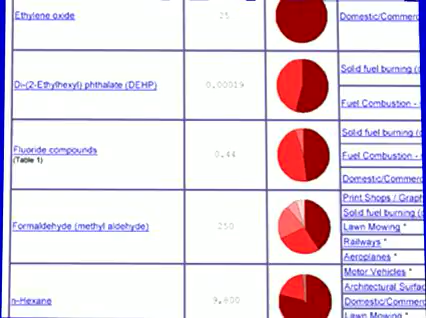 Ethylene oxide
25
Domestic/Commerc
Di-(2-Ethylhexyl) phthalate (DEHP)
0.00019
Solid fuel burning (d
Fuel Combustion -
Fluoride compounds
(Table 1)
0.44
Solid fuel burning (d
Fuel Combustion -
Domestic/Commerc
Formaldehyde (methyl aldehyde)
250
Print Shops / Graph
Solid fuel burning (d
Lawn Mowing *
Railways *
Aeroplanes *
n-Hexane
Motor Vehicles *
Architectural Surfac
Domestic/Commerc
Lawn Mowing *